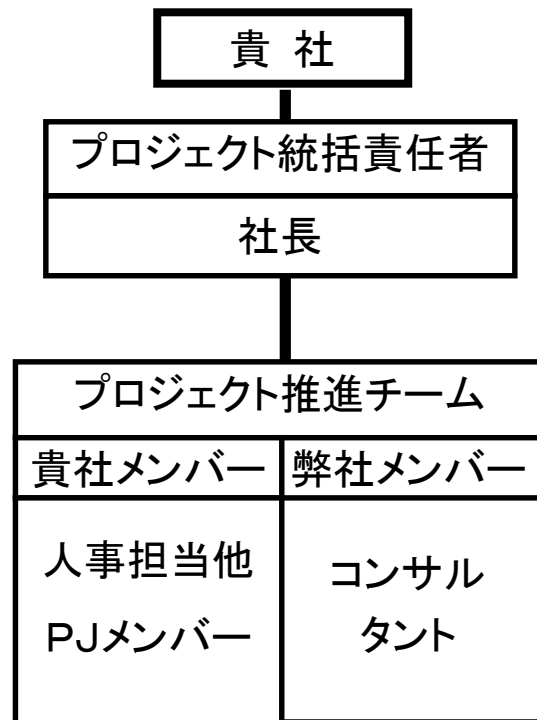 貴 社
プロジェクト統括責任者
社長
プロジェクト推進チーム
貴社メンバー
弊社メンバー
人事担当他
PJメンバー
コンサル
タント